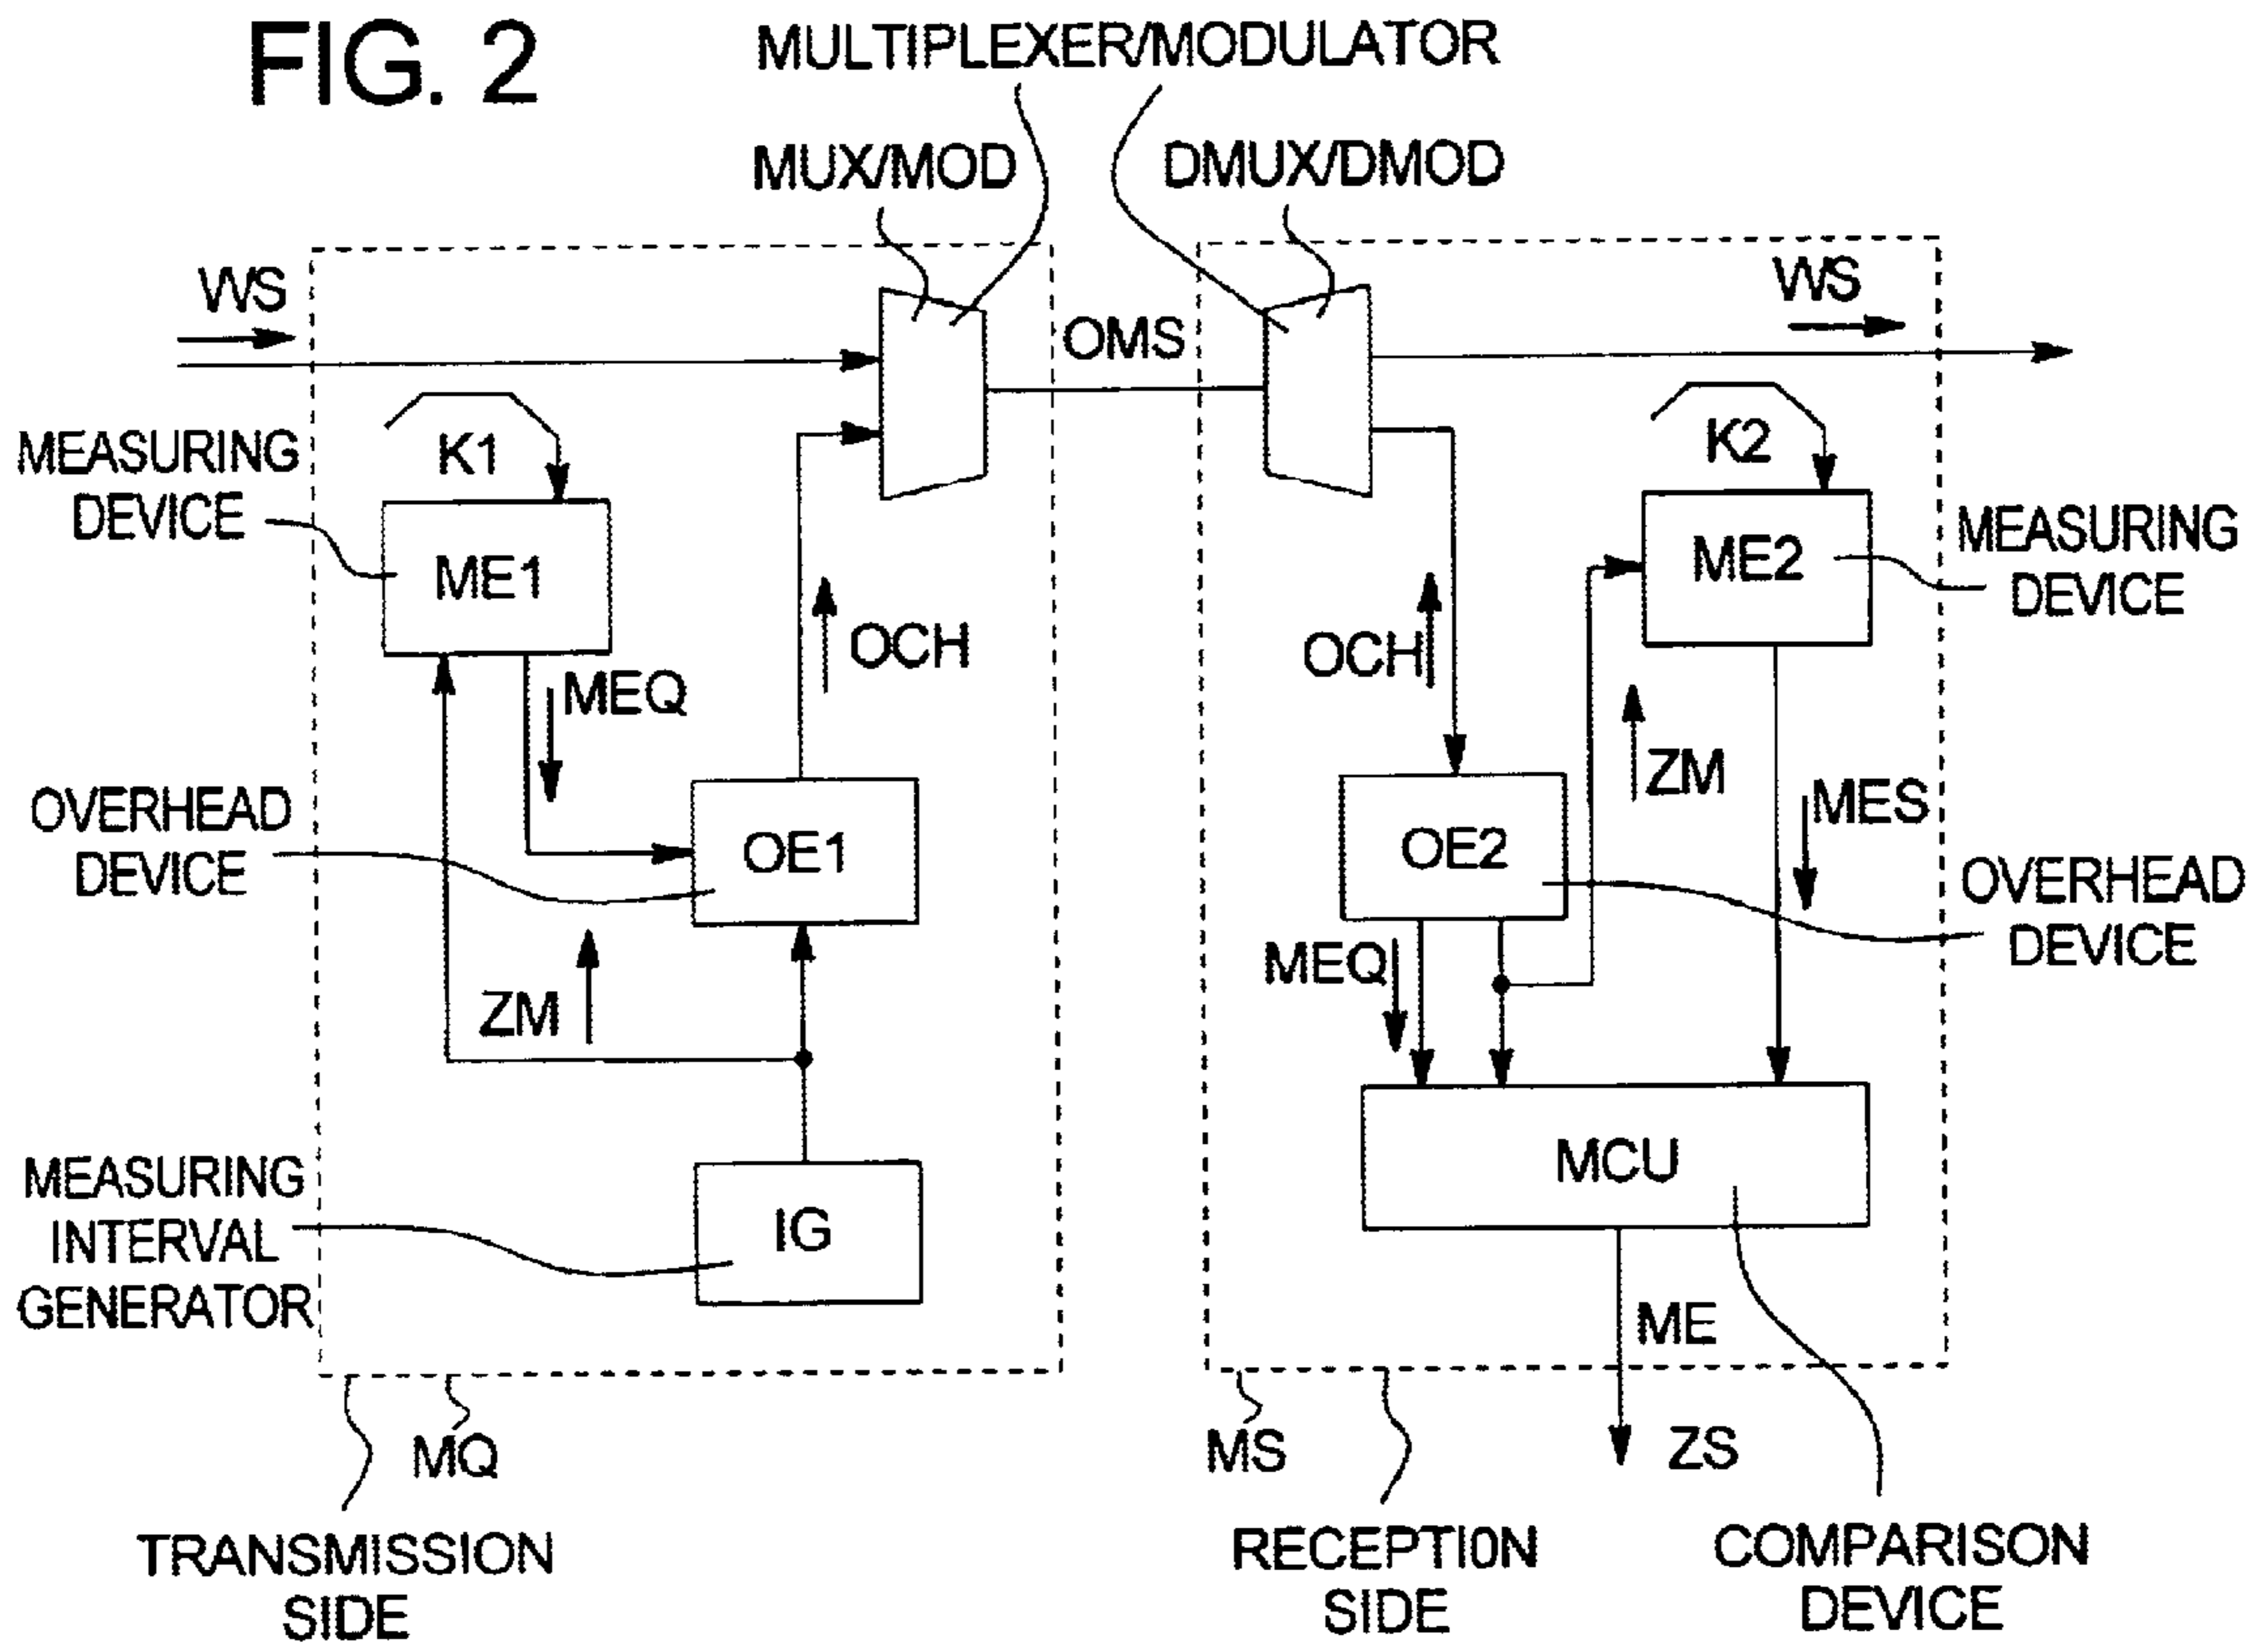 FIG. 2
MULTIPLEXER/MODULATOR
MUX/MOD
DMUX/DMOD
WS
WS
OMS
K1
K2
MEASURING
DEVICE
ME1
ME2
MEASURING
DEVICE
OCH
OCH
MEQ
ZM
MES
OVERHEAD
DEVICE
OE1
OE2
OVERHEAD
DEVICE
MEQ
ZM
MEASURING
INTERVAL
GENERATOR
IG
MCU
ME
MQ
MS
ZS
TRANSMISSION
SIDE
RECEPTION
SIDE
COMPARISON
DEVICE